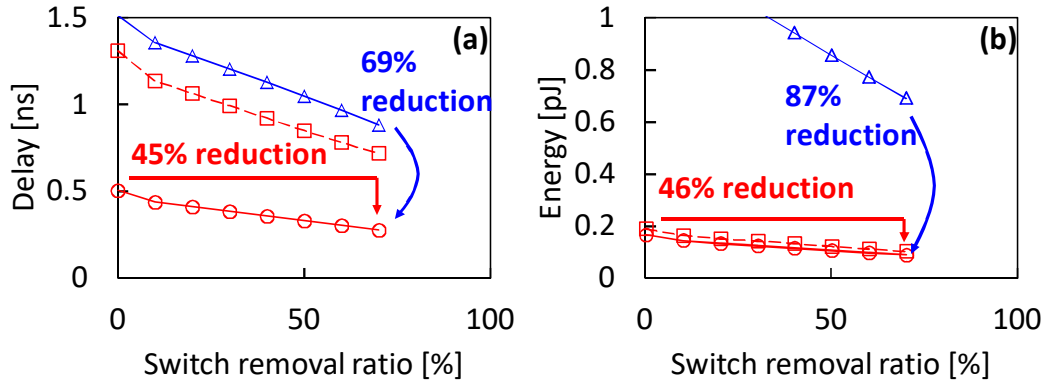 (a)
1.5
1
0.5
0
Delay [ns]
69%
reduction
45% reduction
0
50
100
Switch removal ratio [%]
(b)
1
0.8
0.6
0.4
0.2
0
Energy [pJ]
87%
reduction
46% reduction
0
50
100
Switch removal ratio [%]